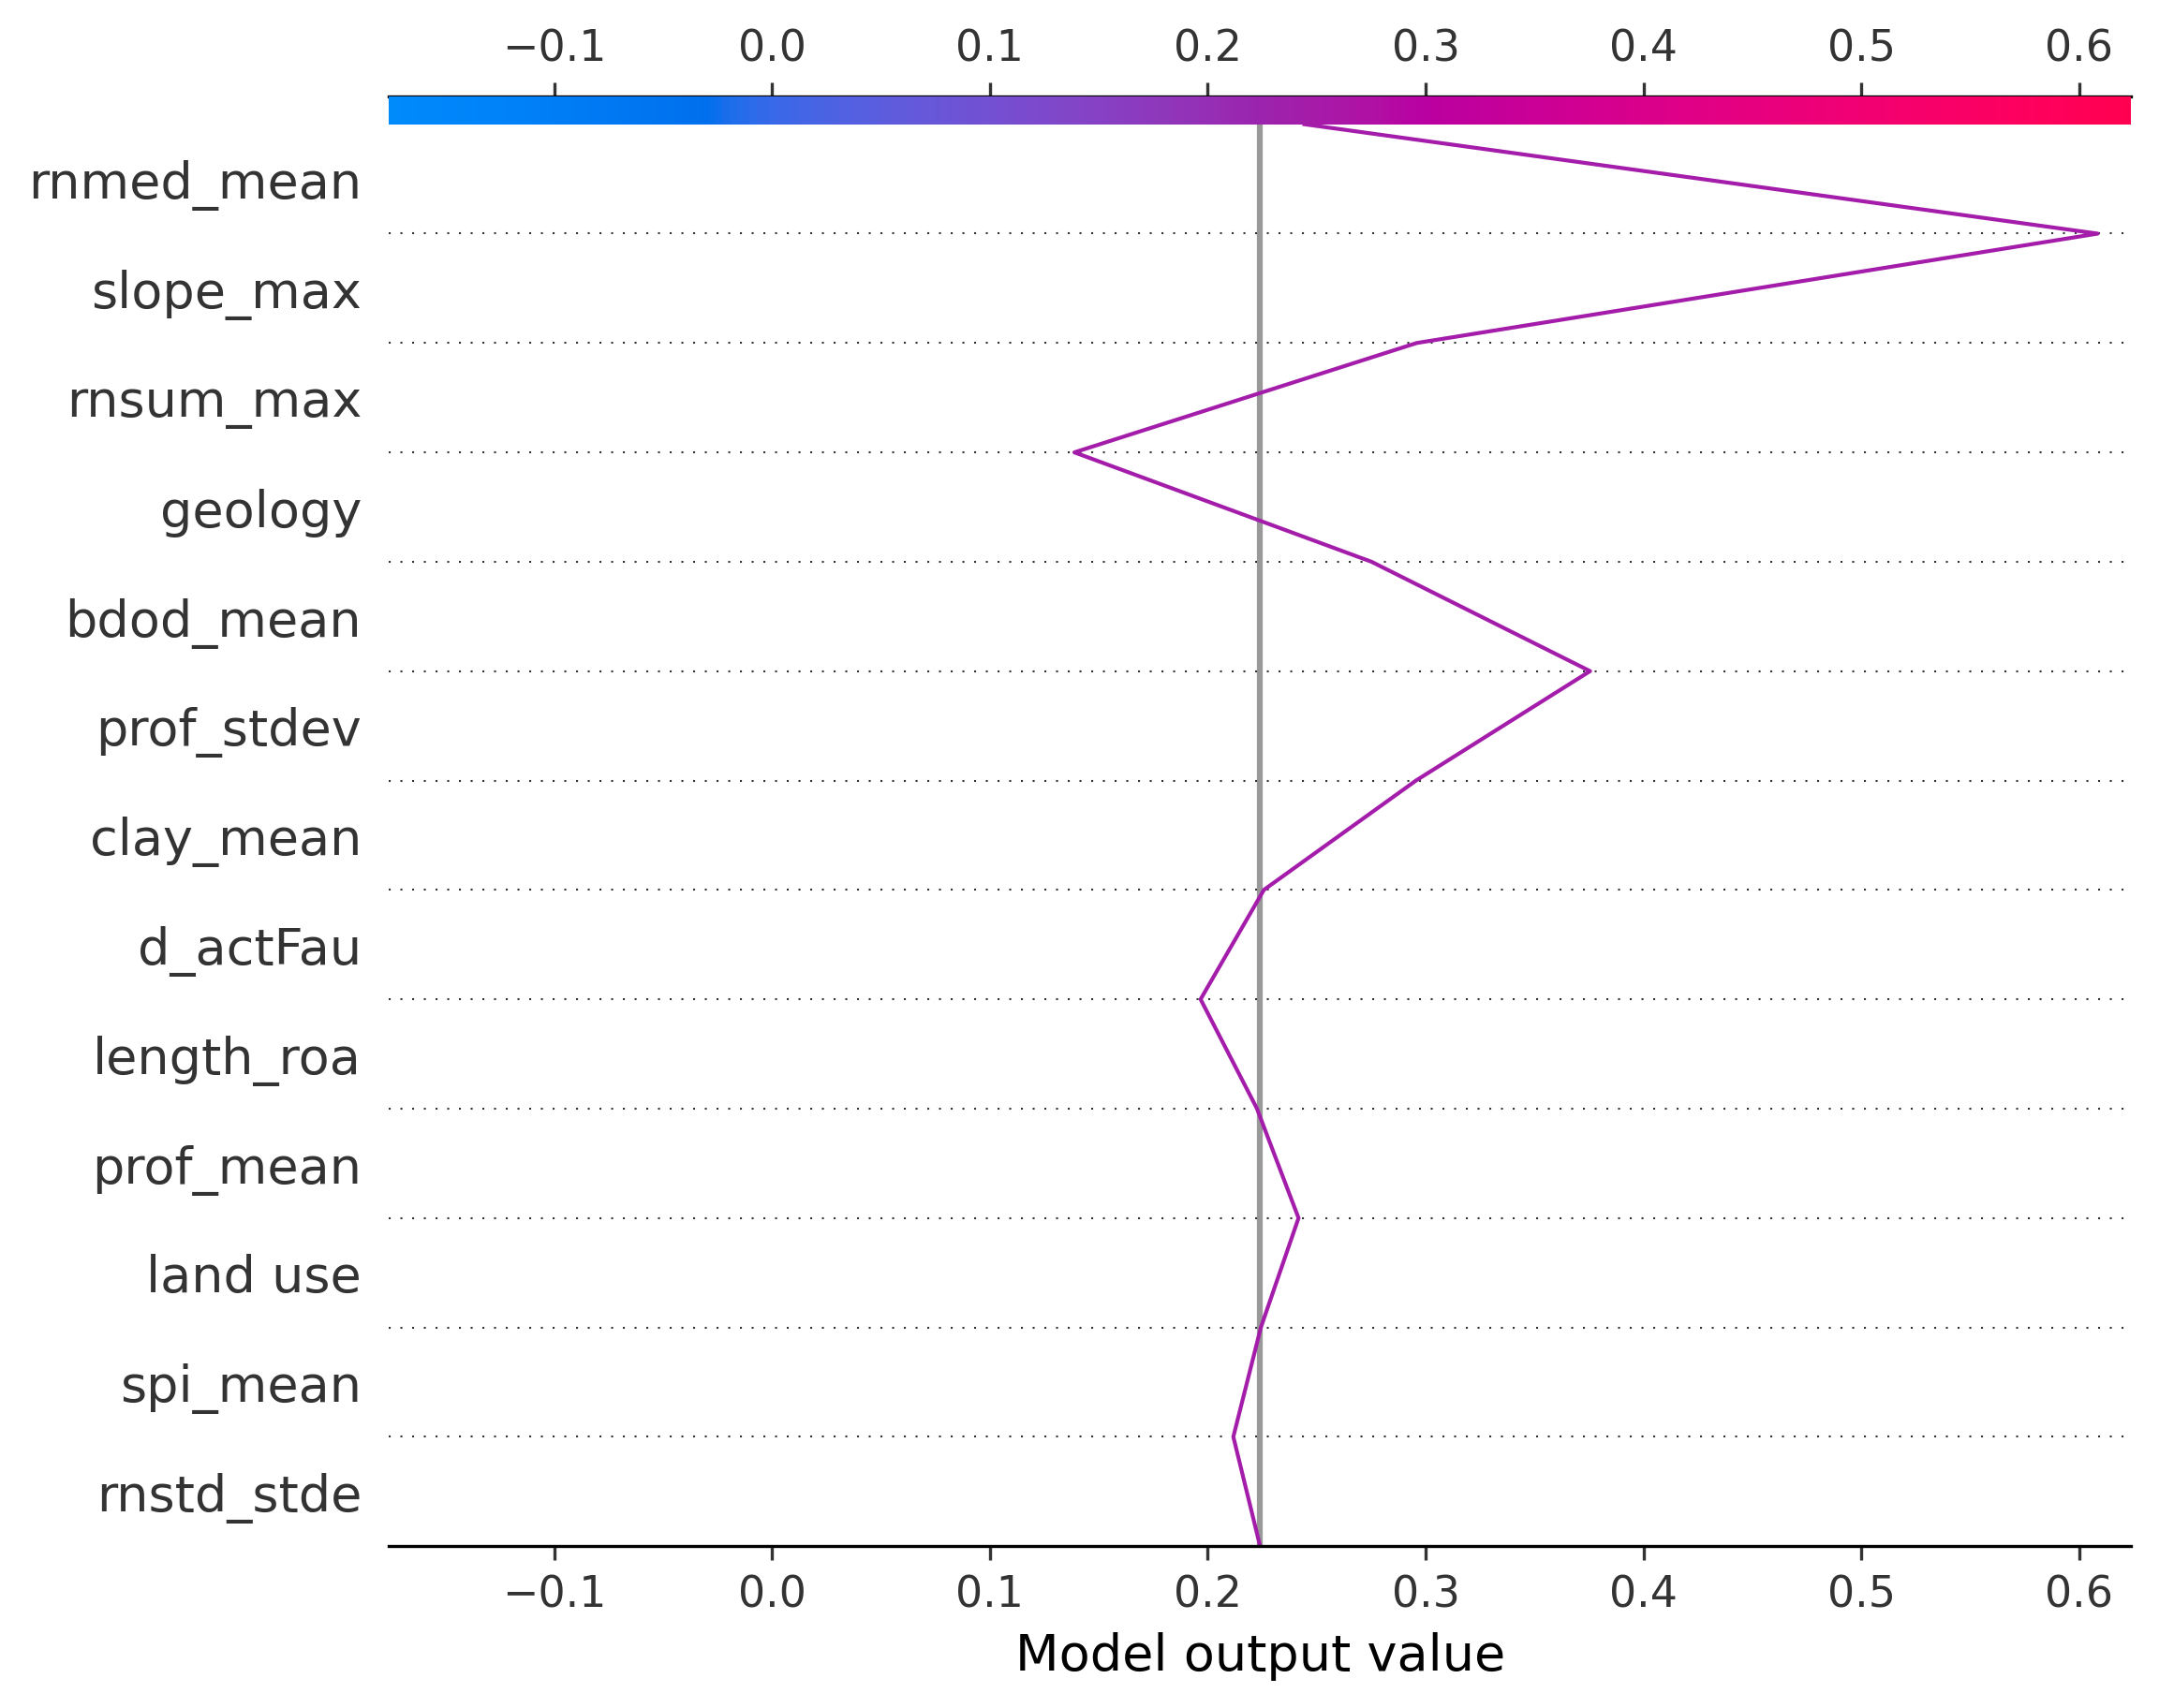 −0.1 0.0 0.1 0.2 0.3 0.4 0.5 0.6
rnmed_mean
slope_max
rnsum_max
geology
bdod_mean
prof_stdev
clay_mean
d_actFau
length_roa
prof_mean
land use
spi_mean
rnstd_stde
−0.1 0.0 0.1 0.2 0.3 0.4 0.5 0.6
Model output value